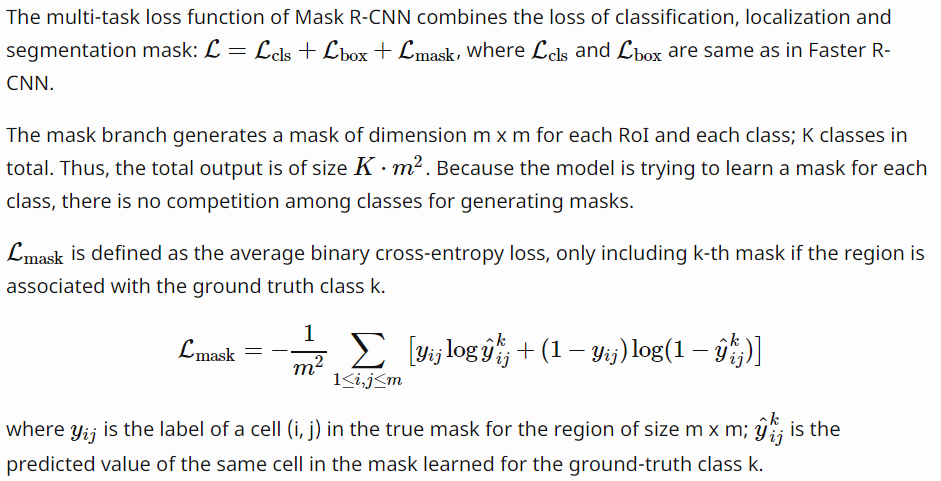 The multi-task loss function of Mask R-CNN combines the loss of classification, localization and
segmentation mask: $\mathcal{L} = \mathcal{L}_\text{cls} + \mathcal{L}_\text{box} + \mathcal{L}_\text{mask}$, where $\mathcal{L}_\text{cls}$ and $\mathcal{L}_\text{box}$ are same as in Faster R-
CNN.
The mask branch generates a mask of dimension m x m for each RoI and each class; K classes in
total. Thus, the total output is of size $K \cdot m^2$. Because the model is trying to learn a mask for each
class, there is no competition among classes for generating masks.
$\mathcal{L}_\text{mask}$ is defined as the average binary cross-entropy loss, only including k-th mask if the region is
associated with the ground truth class k.
$\mathcal{L}_\text{mask} = -\frac{1}{m^2} \sum_{1 \leq i,j \leq m} \left[ y_{ij} \log \hat{y}^k_{ij} + (1 - y_{ij}) \log(1 - \hat{y}^k_{ij}) \right]$
where $y_{ij}$ is the label of a cell (i, j) in the true mask for the region of size m x m; $\hat{y}^k_{ij}$ is the
predicted value of the same cell in the mask learned for the ground-truth class k.